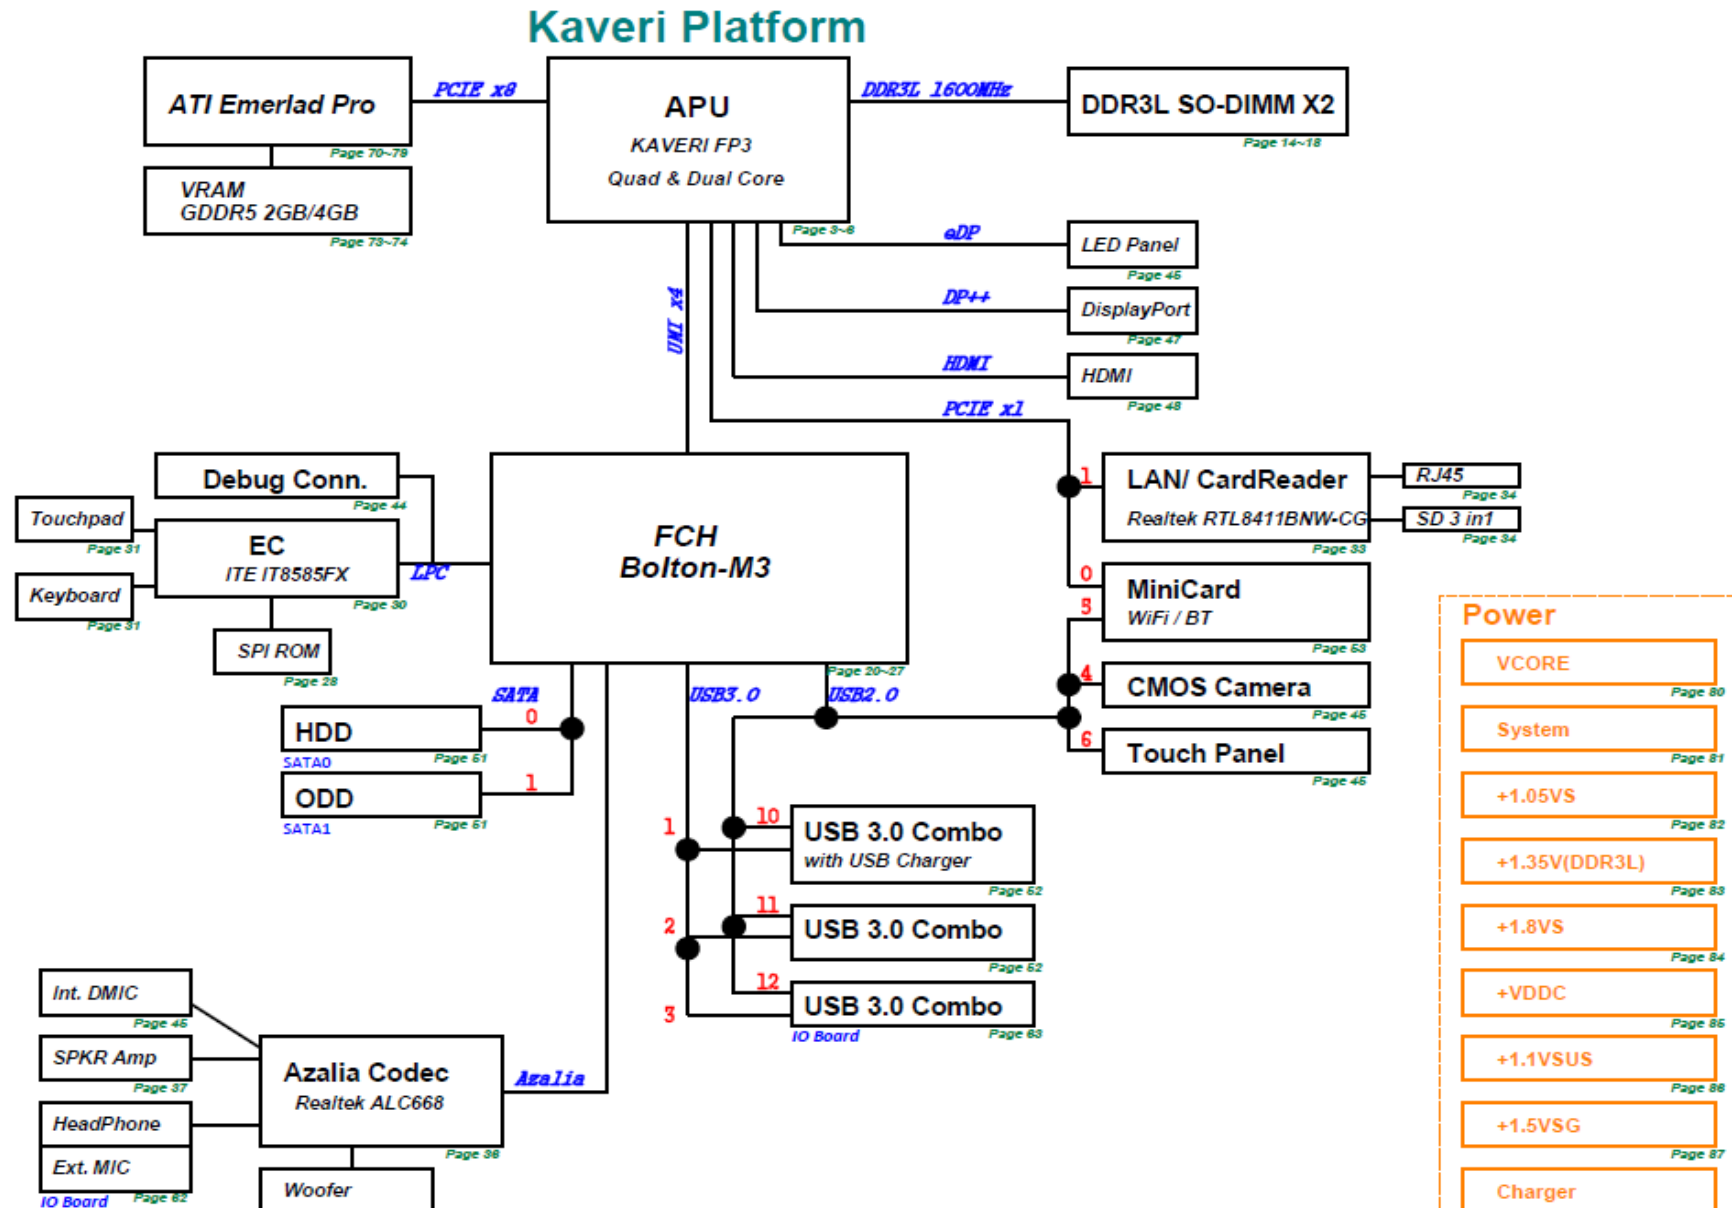 Kaveri Platform
ATI Emerlad Pro
Page 70~79
VRAM
GDDR5 2GB/4GB
Page 73~74
PCIE x8
APU
KAVERI FP3
Quad & Dual Core
Page 3~6
DDR3L 1600MHz
DDR3L SO-DIMM X2
Page 14~18
eDP
LED Panel
Page 45
DP++
DisplayPort
Page 47
HDMI
HDMI
Page 48
PCIE x1
UMI x4
1
LAN/ CardReader
Realtek RTL8411BNW-CG
Page 33
RJ45
Page 34
SD 3 in1
Page 34
0
5
MiniCard
WiFi / BT
Page 53
4
CMOS Camera
Page 45
6
Touch Panel
Page 45
Debug Conn.
Page 44
Touchpad
Page 31
Keyboard
Page 31
EC
ITE IT8585FX
Page 30
LPC
SPI ROM
Page 28
FCH
Bolton-M3
Page 20~27
SATA
USB3.0
USB2.0
0
HDD
SATA0
Page 51
1
ODD
SATA1
Page 51
1
10
USB 3.0 Combo
with USB Charger
Page 52
2
11
USB 3.0 Combo
Page 52
3
12
USB 3.0 Combo
IO Board
Page 63
Int. DMIC
Page 45
SPKR Amp
Page 37
HeadPhone
Ext. MIC
IO Board
Page 62
Azalia Codec
Realtek ALC668
Page 36
Azalia
Woofer
Power
VCORE
Page 80
System
Page 81
+1.05VS
Page 82
+1.35V(DDR3L)
Page 83
+1.8VS
Page 84
+VDDC
Page 85
+1.1VSUS
Page 86
+1.5VSG
Page 87
Charger